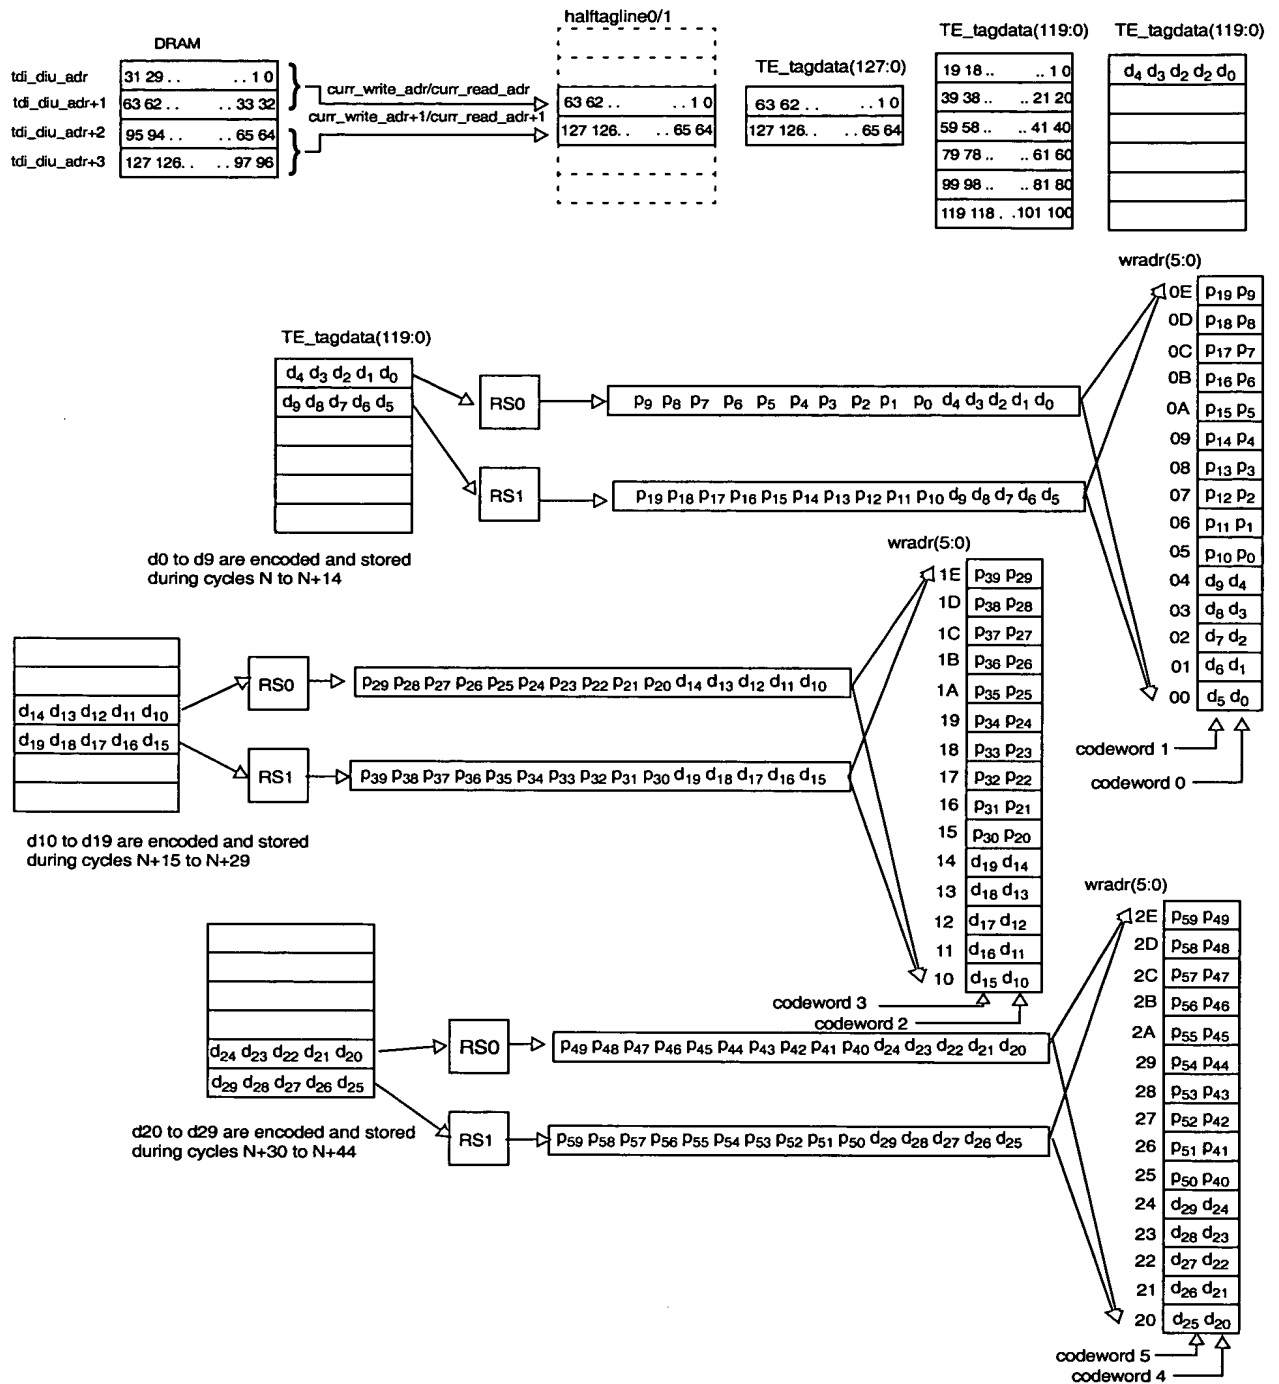 halftagline0/1
DRAM
TE_tagdata(127:0)
TE_tagdata(119:0)
TE_tagdata(119:0)
tdi_diu_adr
31 29 . . . . 1 0
tdi_diu_adr+1
63 62 . . . . 33 32
tdi_diu_adr+2
95 94 . . . . 65 64
tdi_diu_adr+3
127 126. . . . 97 96
curr_write_adr/curr_read_adr
curr_write_adr+1/curr_read_adr+1
63 62 . . . . 1 0
127 126. . . . 65 64
63 62 . . . . 1 0
127 126. . . . 65 64
19 18 . . . . 1 0
39 38 . . . . 21 20
59 58 . . . . 41 40
79 78 . . . . 61 60
99 98 . . . . 81 80
119 118 . . 101 100
d4 d3 d2 d2 d0
TE_tagdata(119:0)
d4 d3 d2 d1 d0
d9 d8 d7 d6 d5
RS0
p9 p8 p7 p6 p5 p4 p3 p2 p1 p0 d4 d3 d2 d1 d0
RS1
p19 p18 p17 p16 p15 p14 p13 p12 p11 p10 d9 d8 d7 d6 d5
d0 to d9 are encoded and stored
during cycles N to N+14
wradr(5:0)
0E p19 p9
0D p18 p8
0C p17 p7
0B p16 p6
0A p15 p5
09 p14 p4
08 p13 p3
07 p12 p2
06 p11 p1
05 p10 p0
04 d9 d4
03 d8 d3
02 d7 d2
01 d6 d1
00 d5 d0
codeword 1
codeword 0
d14 d13 d12 d11 d10
d19 d18 d17 d16 d15
RS0
p29 p28 p27 p26 p25 p24 p23 p22 p21 p20 d14 d13 d12 d11 d10
RS1
p39 p38 p37 p36 p35 p34 p33 p32 p31 p30 d19 d18 d17 d16 d15
d10 to d19 are encoded and stored
during cycles N+15 to N+29
wradr(5:0)
1E p39 p29
1D p38 p28
1C p37 p27
1B p36 p26
1A p35 p25
19 p34 p24
18 p33 p23
17 p32 p22
16 p31 p21
15 p30 p20
14 d19 d14
13 d18 d13
12 d17 d12
11 d16 d11
10 d15 d10
codeword 3
codeword 2
d24 d23 d22 d21 d20
d29 d28 d27 d26 d25
RS0
p49 p48 p47 p46 p45 p44 p43 p42 p41 p40 d24 d23 d22 d21 d20
RS1
p59 p58 p57 p56 p55 p54 p53 p52 p51 p50 d29 d28 d27 d26 d25
d20 to d29 are encoded and stored
during cycles N+30 to N+44
wradr(5:0)
2E p59 p49
2D p58 p48
2C p57 p47
2B p56 p46
2A p55 p45
29 p54 p44
28 p53 p43
27 p52 p42
26 p51 p41
25 p50 p40
24 d29 d24
23 d28 d23
22 d27 d22
21 d26 d21
20 d25 d20
codeword 5
codeword 4